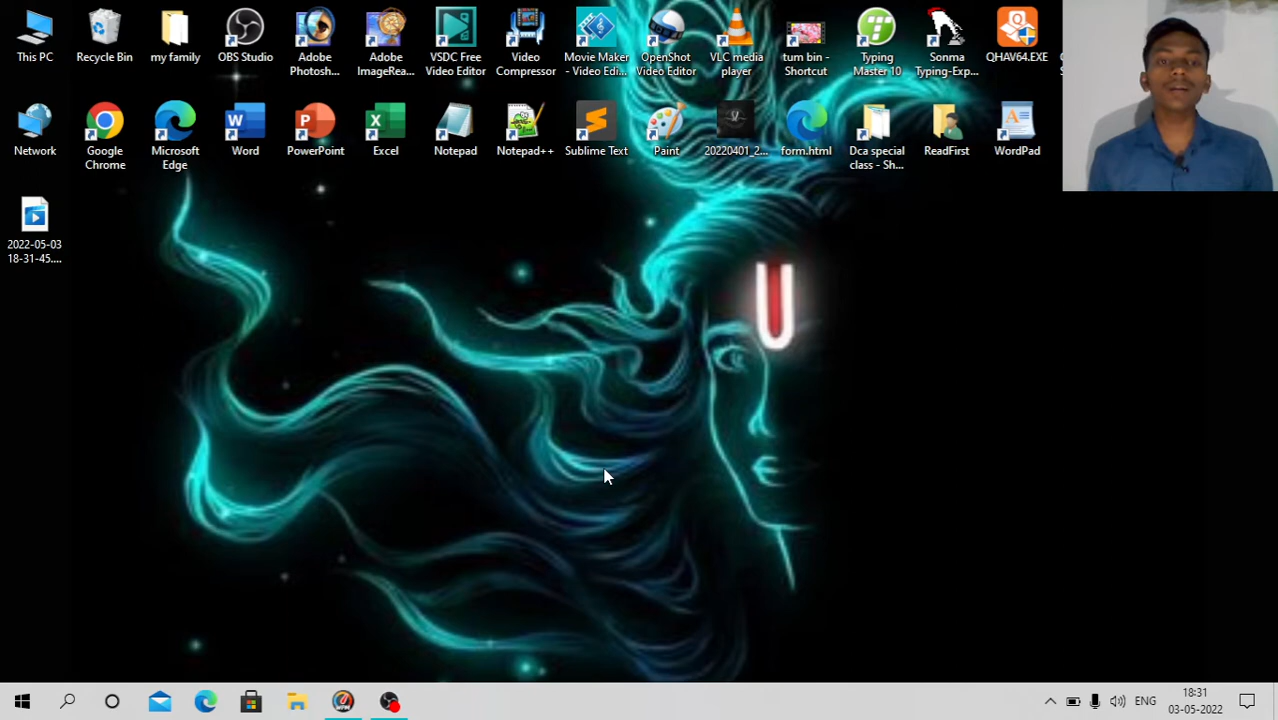 This PC
Recycle Bin
my family
OBS Studio
Adobe
Photosh...
Adobe
ImageRea...
VSDC Free
Video Editor
Video
Compressor
Movie Maker
- Video Edi...
OpenShot
Video Editor
VLC media
player
tum bin -
Shortcut
Typing
Master 10
Sonma
Typing-Exp...
QHAV64.EXE
Network
Google
Chrome
Microsoft
Edge
Word
PowerPoint
Excel
Notepad
Notepad++
Sublime Text
Paint
20220401_2...
form.html
Dca special
class - Sh...
ReadFirst
WordPad
2022-05-03
18-31-45....
ENG
18:31
03-05-2022